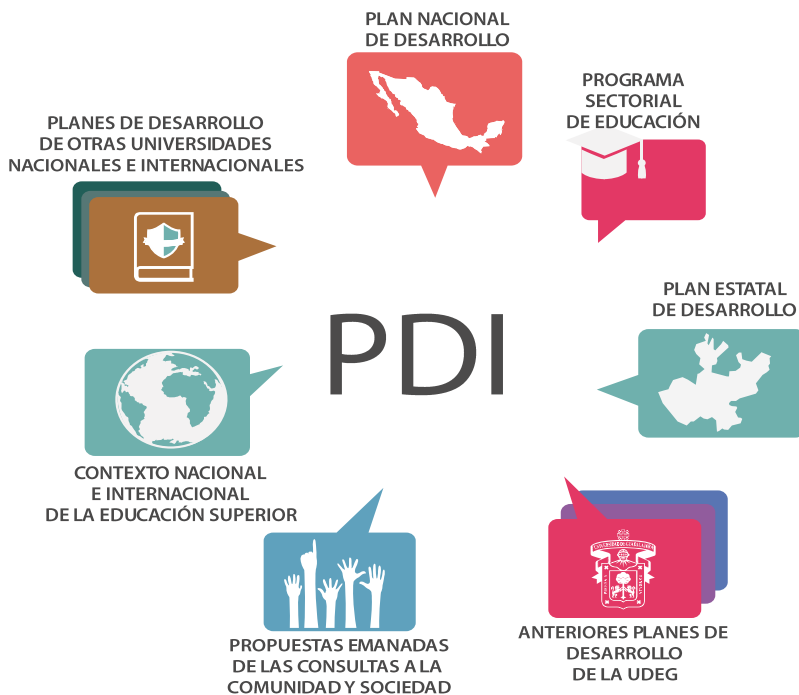 PLAN NACIONAL
DE DESARROLLO
PROGRAMA
SECTORIAL
DE EDUCACIÓN
PLANES DE DESARROLLO
DE OTRAS UNIVERSIDADES
NACIONALES E INTERNACIONALES
PLAN ESTATAL
DE DESARROLLO
PDI
CONTEXTO NACIONAL
E INTERNACIONAL
DE LA EDUCACIÓN SUPERIOR
ANTERIORES PLANES DE
DESARROLLO
DE LA UDEG
PROPUESTAS EMANADAS
DE LAS CONSULTAS A LA
COMUNIDAD Y SOCIEDAD